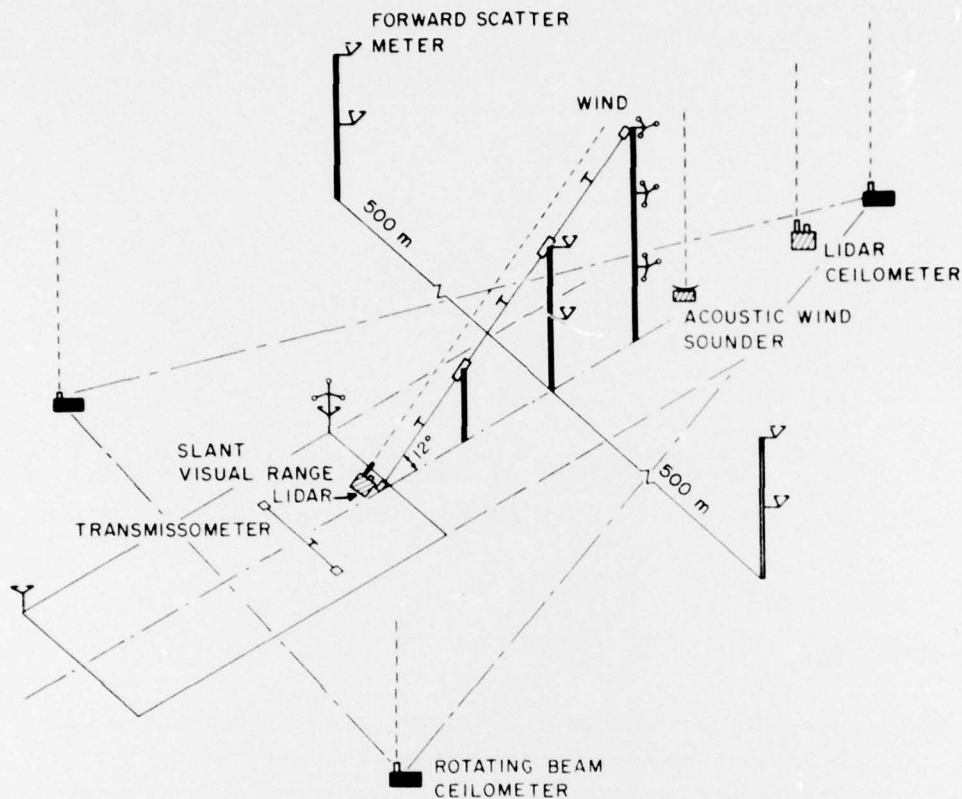 FORWARD SCATTER
METER
WIND
500 m
LIDAR
CEILOMETER
ACOUSTIC WIND
SOUNDER
12°
SLANT
VISUAL RANGE
LIDAR
500 m
TRANSMISSOMETER
ROTATING BEAM
CEILOMETER